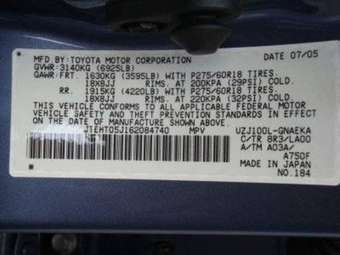 MFD.BY:TOYOTA MOTOR CORPORATION DATE 07/05
GVWR:3140KG (6925LB)
GAWR:FRT. 1630KG (3595LB) WITH P275/60R18 TIRES
18X8JJ RIMS, AT 200KPA (29PSI) COLD.
RR. 1915KG (4220LB) WITH P275/60R18 TIRES
18X8JJ RIMS, AT 220KPA (32PSI) COLD.
THIS VEHICLE CONFORMS TO ALL APPLICABLE FEDERAL MOTOR
VEHICLE SAFETY AND THEFT PREVENTION STANDARDS IN EFFECT
ON THE DATE OF MANUFACTURE SHOWN ABOVE.
JTEHT05J162084740 MPV UZJ100L-GNAEKA
C/TR 8R3/LA00
A/TM A03A/
A750F
MADE IN JAPAN
NO.184